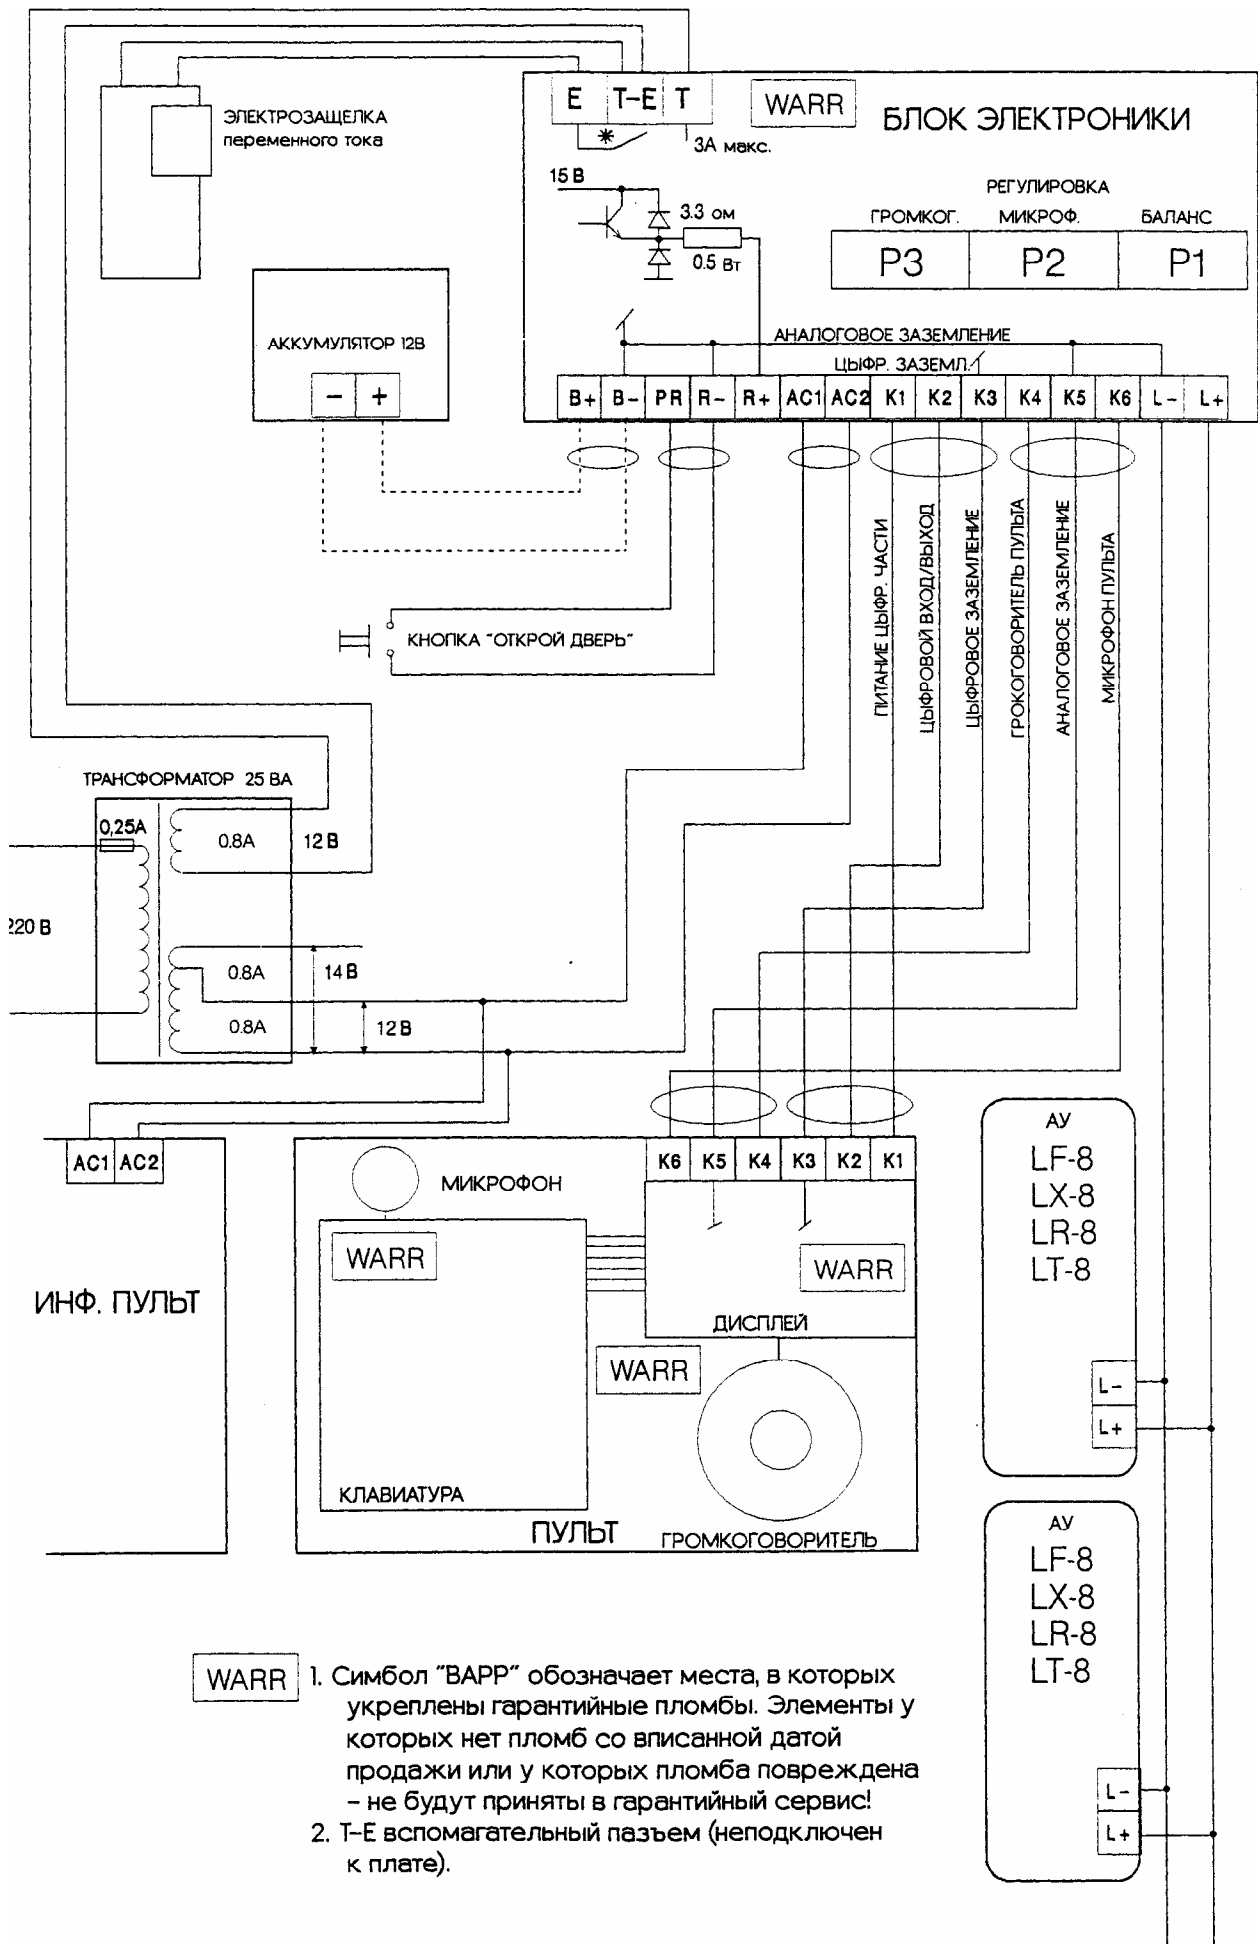 E T-E T
WARR
БЛОК ЭЛЕКТРОНИКИ
ЭЛЕКТРОЗАЩЕЛКА
переменного тока
*
3А макс.
15 В
РЕГУЛИРОВКА
3.3 ом
ГРОМКОГ. МИКРОФ. БАЛАНС
0.5 Вт
P3 P2 P1
АККУМУЛЯТОР 12В
АНАЛОГОВОЕ ЗАЗЕМЛЕНИЕ
ЦЫФР. ЗАЗЕМЛ.
- +
B+ B- PR R- R+ AC1 AC2 K1 K2 K3 K4 K5 K6 L- L+
ПИТАНИЕ ЦЫФР. ЧАСТИ
ЦЫФРОВОЙ ВХОД/ВЫХОД
ЦЫФРОВОЕ ЗАЗЕМЛЕНИЕ
ГРОКОГОВОРИТЕЛЬ ПУЛЬТА
АНАЛОГОВОЕ ЗАЗЕМЛЕНИЕ
МИКРОФОН ПУЛЬТА
КНОПКА "ОТКРОЙ ДВЕРЬ"
ТРАНСФОРМАТОР 25 ВА
0,25А
0.8А 12 В
220 В
0.8А 14 В
0.8А 12 В
AC1 AC2
K6 K5 K4 K3 K2 K1
МИКРОФОН
WARR
WARR
ИНФ. ПУЛЬТ
ДИСПЛЕЙ
WARR
КЛАВИАТУРА
ПУЛЬТ
ГРОМКОГОВОРИТЕЛЬ
АУ
LF-8
LX-8
LR-8
LT-8
L-
L+
АУ
LF-8
LX-8
LR-8
LT-8
L-
L+
WARR 1. Симбол "ВАРР" обозначает места, в которых
укреплены гарантийные пломбы. Элементы у
которых нет пломб со вписанной датой
продажи или у которых пломба повреждена
– не будут приняты в гарантийный сервис!
2. Т-Е вспомагательный пазъем (неподключен
к плате).